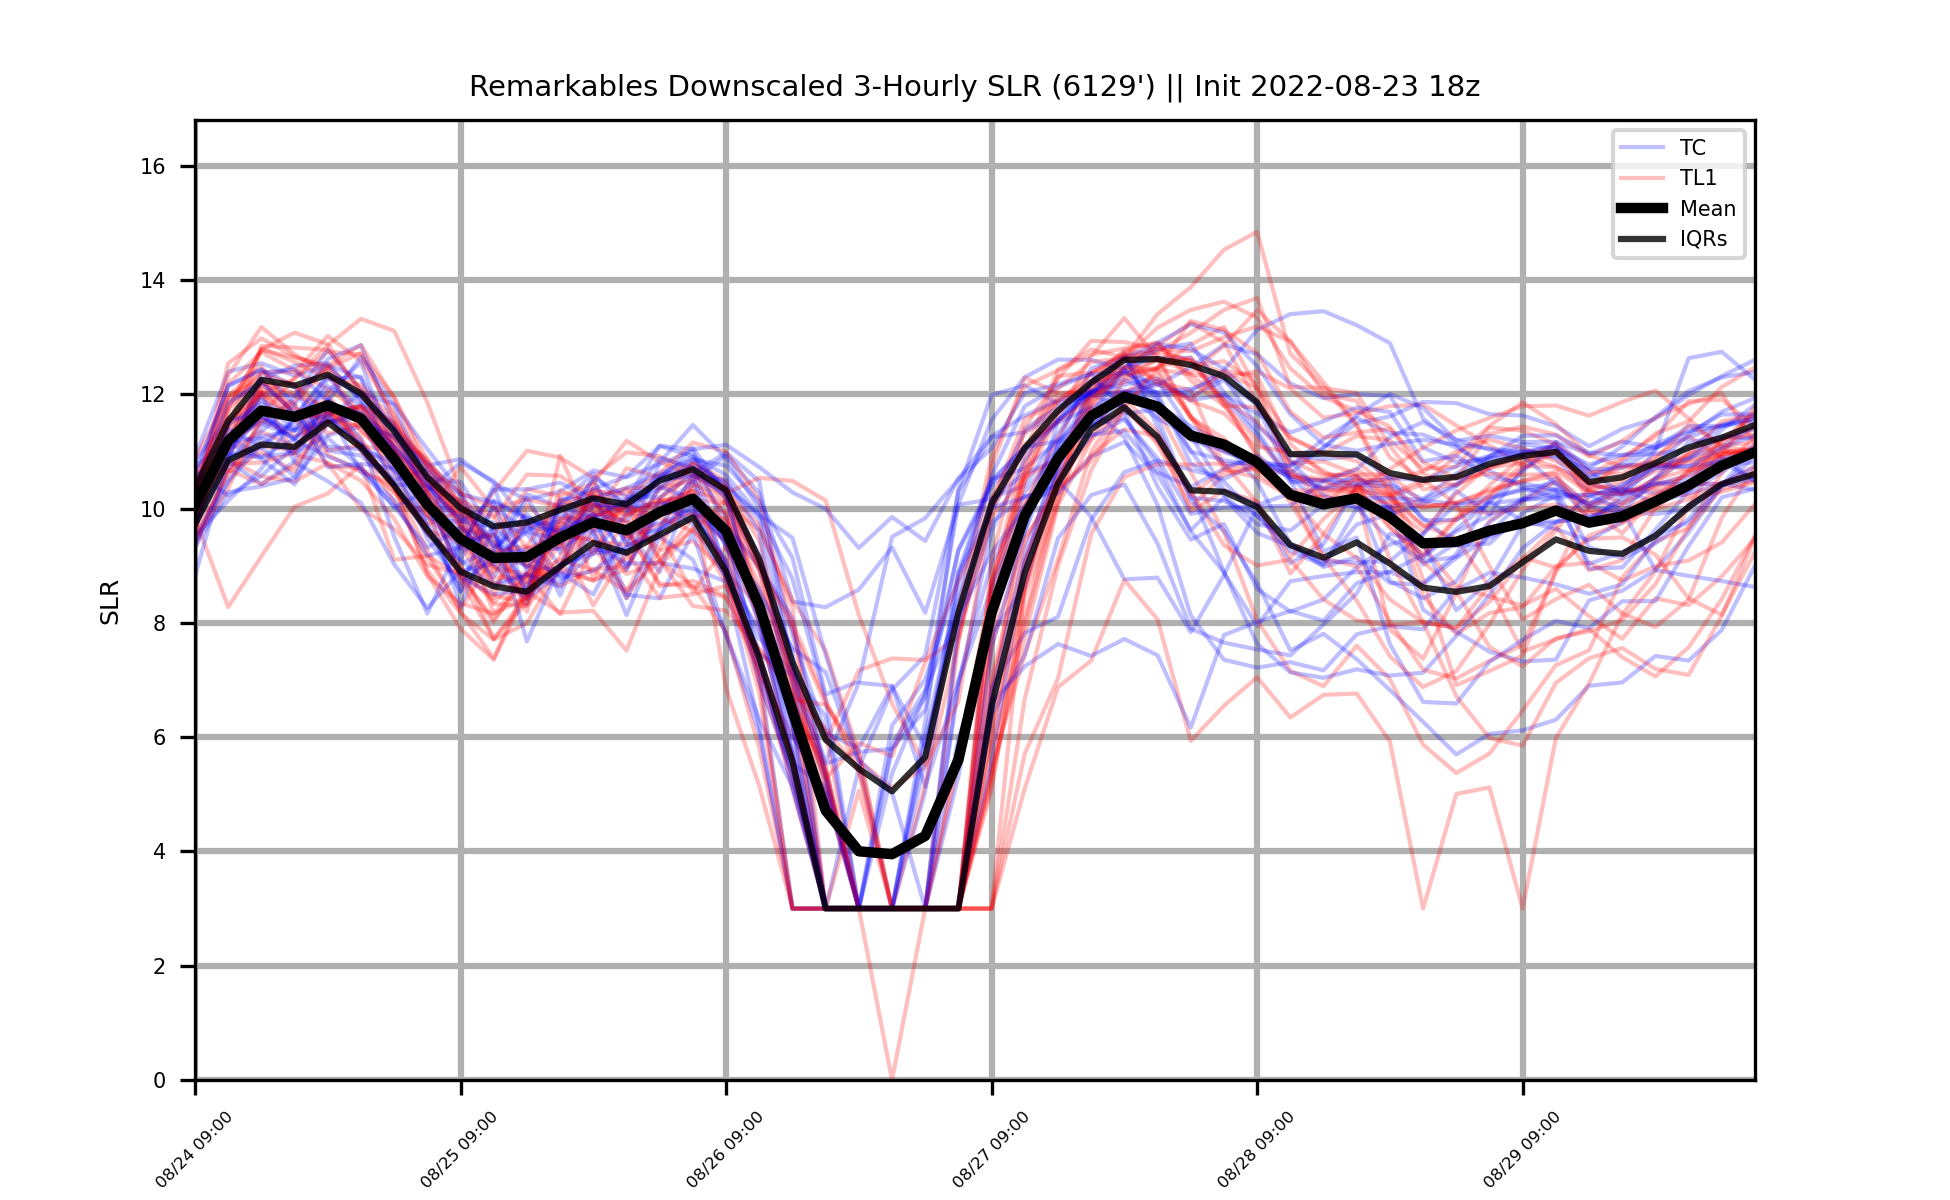 Remarkables Downscaled 3-Hourly SLR (6129') || Init 2022-08-23 18z
TC
TL1
Mean
IQRs
SLR
16
14
12
10
8
6
4
2
0
08/24 09:00
08/25 09:00
08/26 09:00
08/27 09:00
08/28 09:00
08/29 09:00